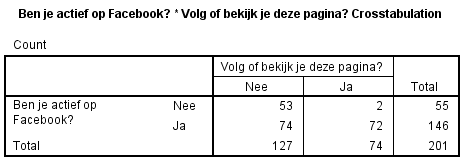 Ben je actief op Facebook? * Volg of bekijk je deze pagina? Crosstabulation
Count
Volg of bekijk je deze pagina?
Nee Ja Total
Ben je actief op Facebook? Nee 53 2 55
Ja 74 72 146
Total 127 74 201